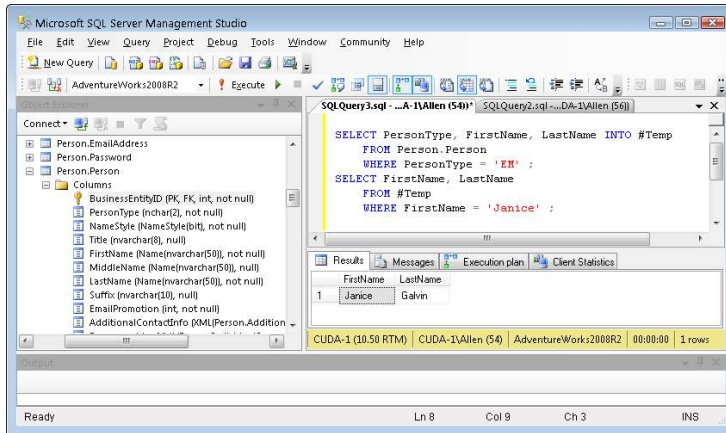 Microsoft SQL Server Management Studio
File Edit View Query Project Debug Tools Window Community Help
New Query
AdventureWorks2008R2 Execute
Object Explorer
Connect
Person.EmailAddress
Person.Password
Person.Person
Columns
BusinessEntityID (PK, FK, int, not null)
PersonType (nchar(2), not null)
NameStyle (NameStyle(bit), not null)
Title (nvarchar(8), null)
FirstName (Name(nvarchar(50)), not null)
MiddleName (Name(nvarchar(50)), null)
LastName (Name(nvarchar(50)), not null)
Suffix (nvarchar(10), null)
EmailPromotion (int, not null)
AdditionalContactInfo (XML(Person.Addition
SQLQuery3.sql -...A-1\Allen (54))* SQLQuery2.sql -...DA-1\Allen (56))
SELECT PersonType, FirstName, LastName INTO #Temp
FROM Person.Person
WHERE PersonType = 'EM' ;
SELECT FirstName, LastName
FROM #Temp
WHERE FirstName = 'Janice' ;
Results Messages Execution plan Client Statistics
FirstName LastName
1 Janice Galvin
CUDA-1 (10.50 RTM) CUDA-1\Allen (54) AdventureWorks2008R2 00:00:00 1 rows
Output
Ready Ln 8 Col 9 Ch 3 INS